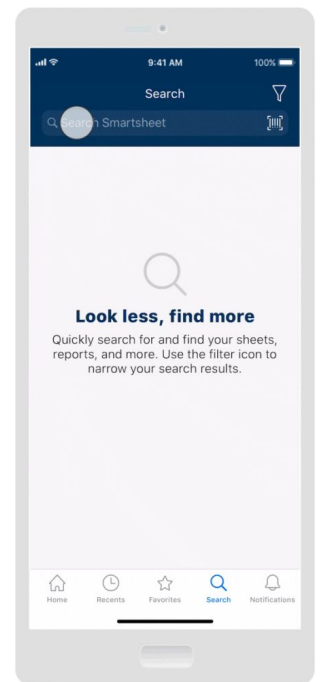 9:41 AM
100%
Search
Search Smartsheet
Look less, find more
Quickly search for and find your sheets,
reports, and more. Use the filter icon to
narrow your search results.
Home Recents Favorites Search Notifications